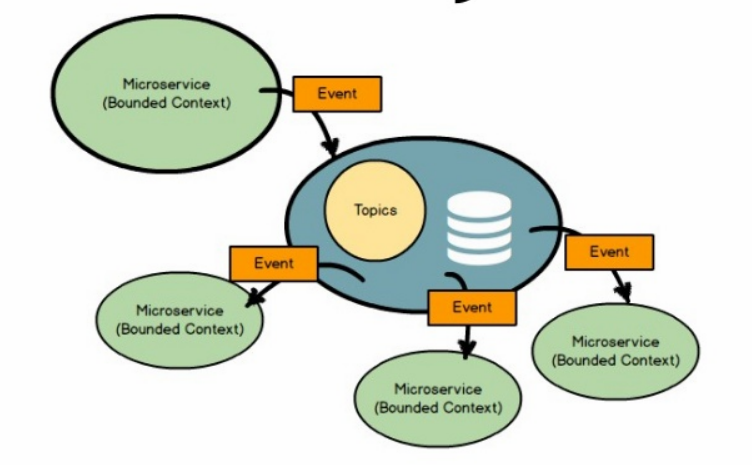 Microservice
(Bounded Context)
Event
Topics
Event
Event
Event
Microservice
(Bounded Context)
Microservice
(Bounded Context)
Microservice
(Bounded Context)